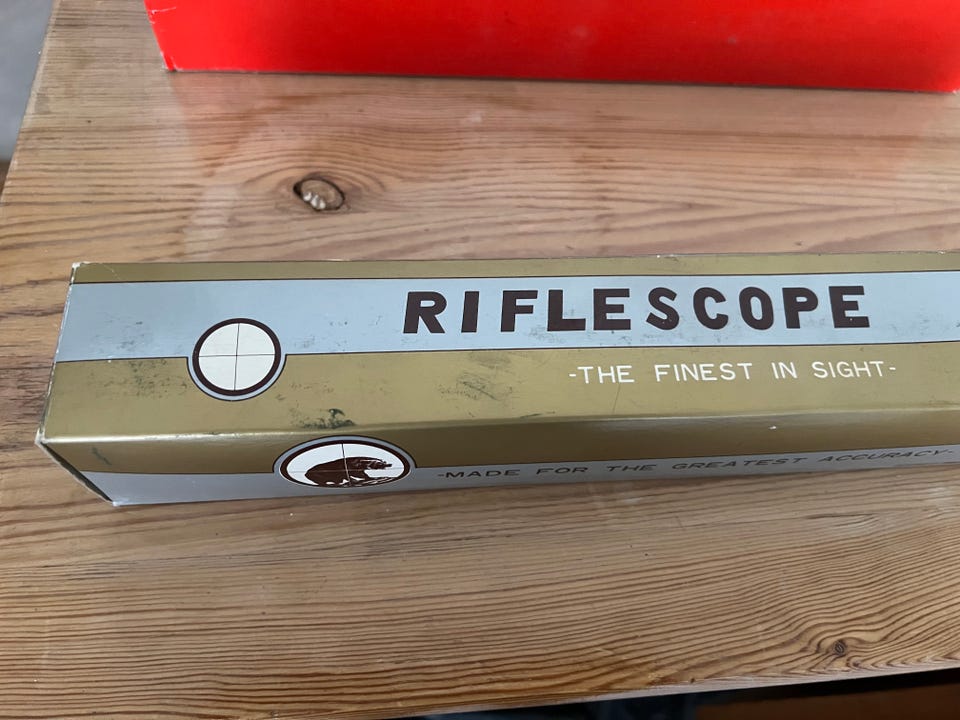 RIFLESCOPE
-THE FINEST IN SIGHT-
-MADE FOR THE GREATEST ACCURACY-